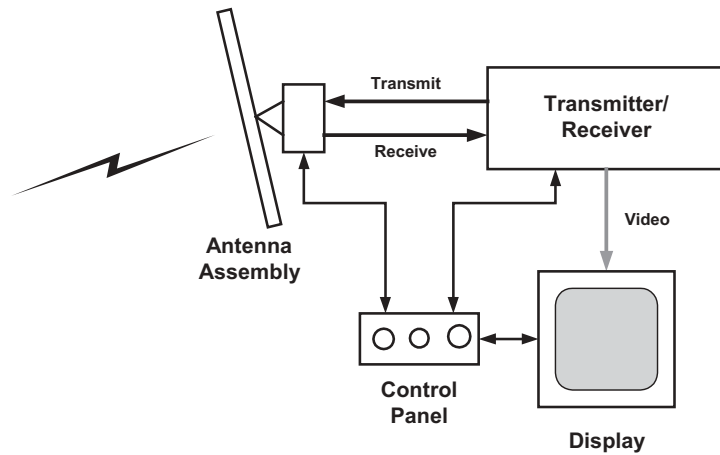 Transmit
Transmitter/
Receiver
Receive
Video
Antenna
Assembly
Control
Panel
Display